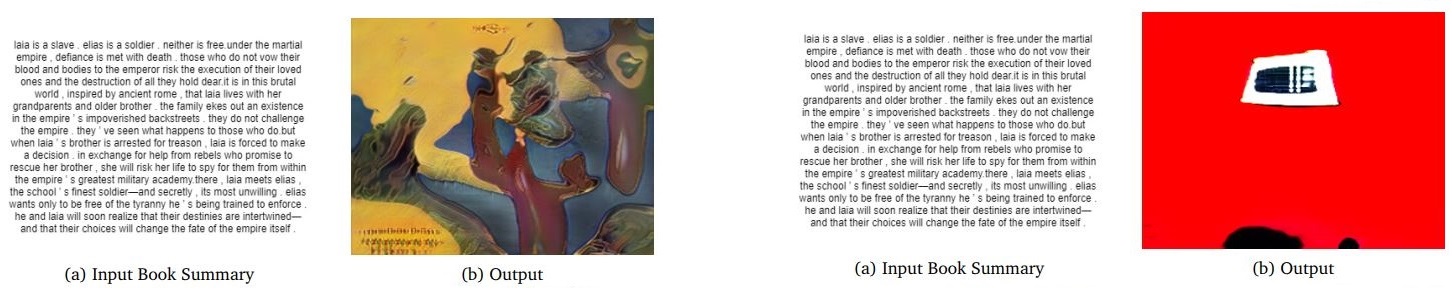 laia is a slave . elias is a soldier . neither is free.under the martial
empire , defiance is met with death . those who do not vow their
blood and bodies to the emperor risk the execution of their loved
ones and the destruction of all they hold dear.it is in this brutal
world , inspired by ancient rome , that laia lives with her
grandparents and older brother . the family ekes out an existence
in the empire ' s impoverished backstreets . they do not challenge
the empire . they ' ve seen what happens to those who do.but
when laia ' s brother is arrested for treason , laia is forced to make
a decision . in exchange for help from rebels who promise to
rescue her brother , she will risk her life to spy for them from within
the empire ' s greatest military academy.there , laia meets elias ,
the school ' s finest soldier—and secretly , its most unwilling . elias
wants only to be free of the tyranny he ' s being trained to enforce .
he and laia will soon realize that their destinies are intertwined—
and that their choices will change the fate of the empire itself .
(a) Input Book Summary
(b) Output
laia is a slave . elias is a soldier . neither is free.under the martial
empire , defiance is met with death . those who do not vow their
blood and bodies to the emperor risk the execution of their loved
ones and the destruction of all they hold dear.it is in this brutal
world , inspired by ancient rome , that laia lives with her
grandparents and older brother . the family ekes out an existence
in the empire ' s impoverished backstreets . they do not challenge
the empire . they ' ve seen what happens to those who do.but
when laia ' s brother is arrested for treason , laia is forced to make
a decision . in exchange for help from rebels who promise to
rescue her brother , she will risk her life to spy for them from within
the empire ' s greatest military academy.there , laia meets elias ,
the school ' s finest soldier—and secretly , its most unwilling . elias
wants only to be free of the tyranny he ' s being trained to enforce .
he and laia will soon realize that their destinies are intertwined—
and that their choices will change the fate of the empire itself .
(a) Input Book Summary
(b) Output